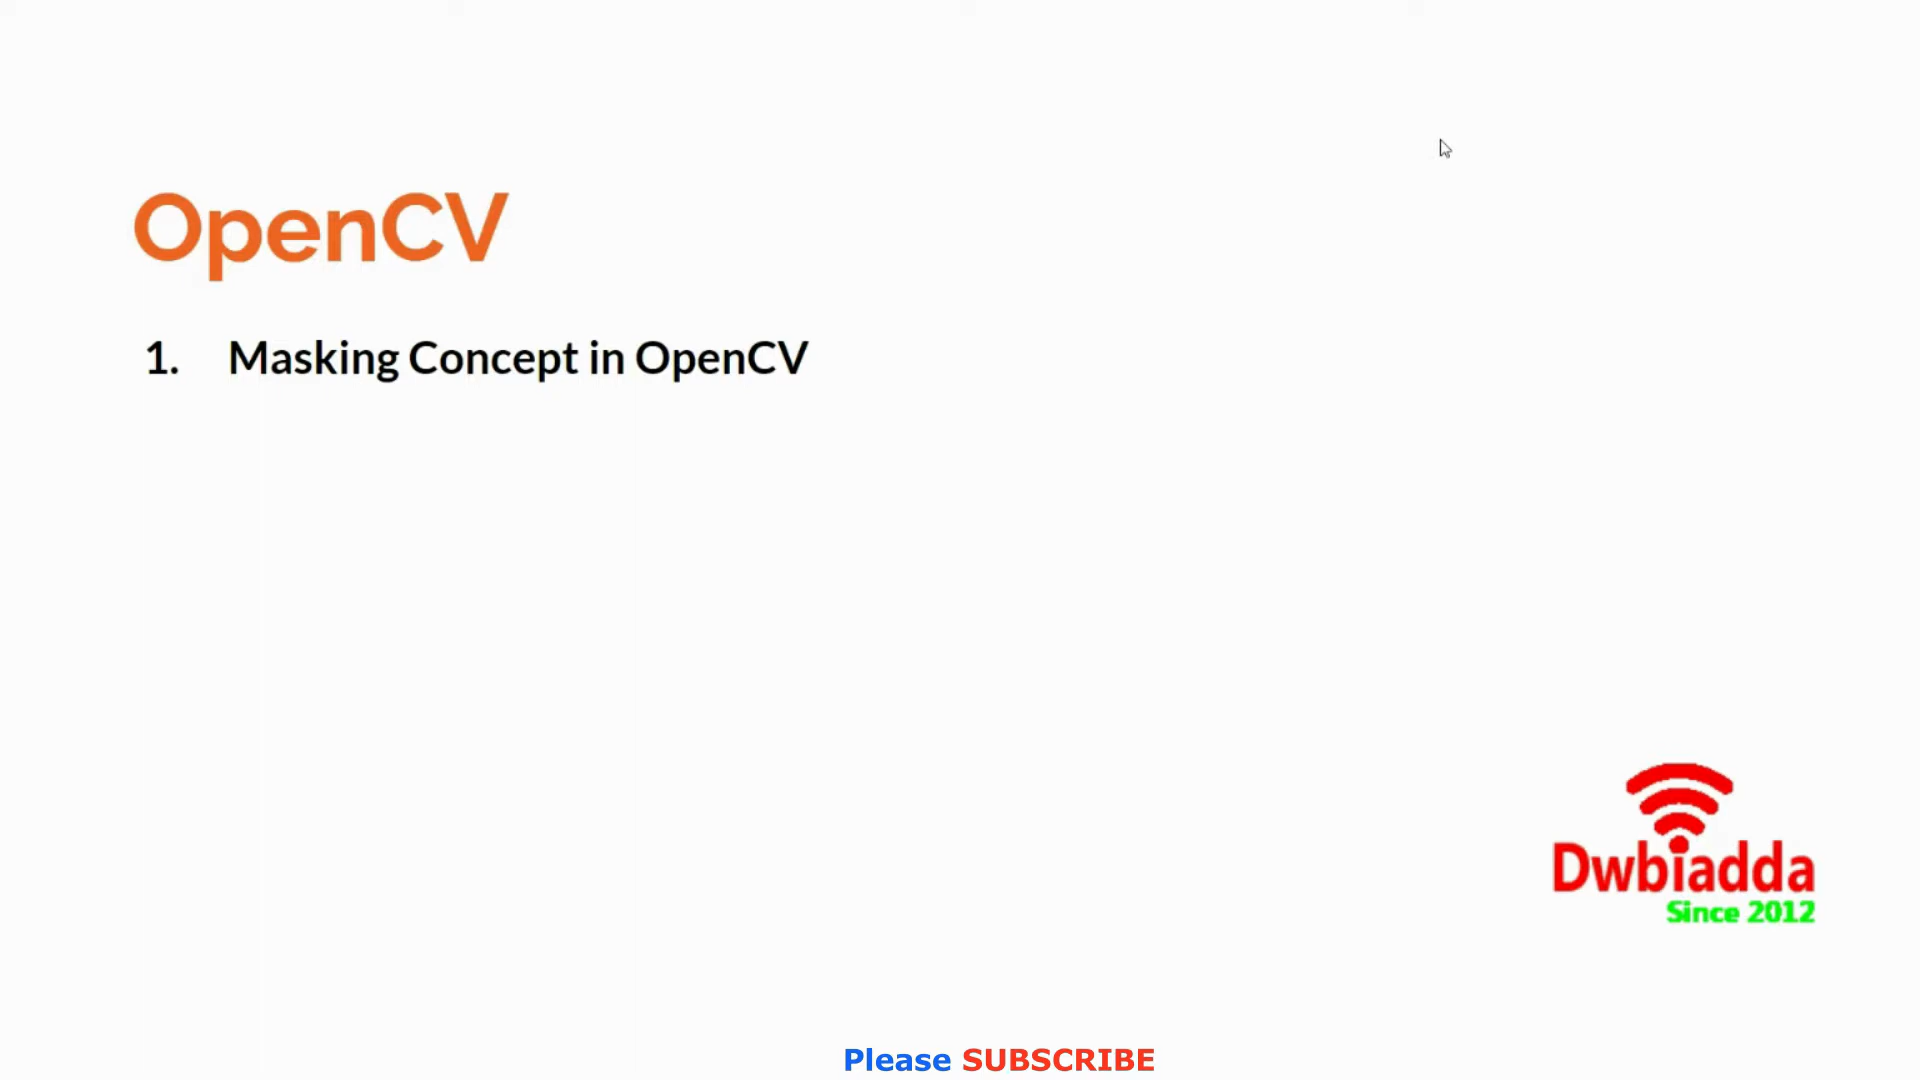 OpenCV
1. Masking Concept in OpenCV
Dwbiadda
Since 2012
Please SUBSCRIBE